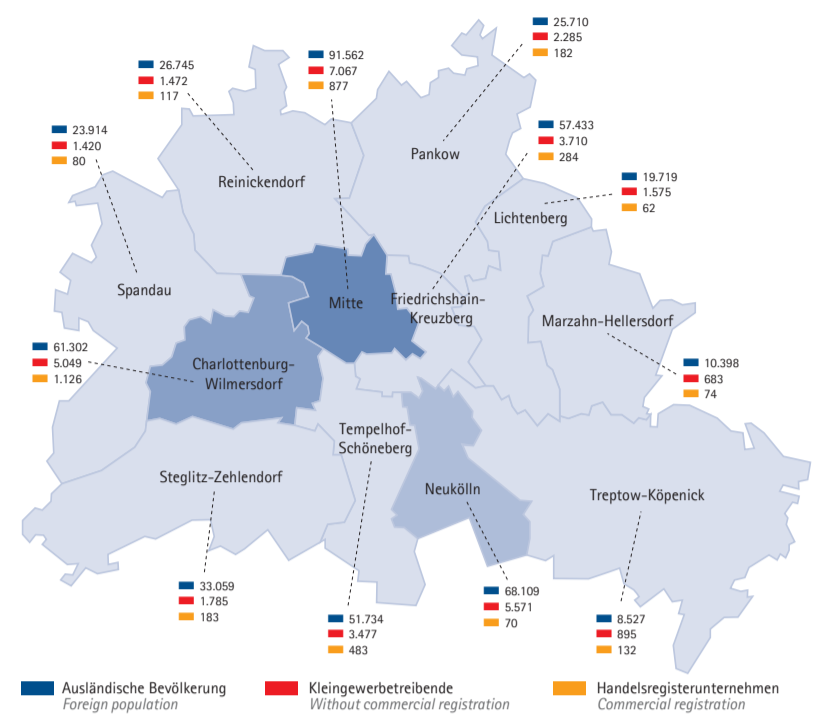 25.710
2.285
182
26.745
1.472
117
91.562
7.067
877
57.433
3.710
284
23.914
1.420
80
Pankow
Reinickendorf
19.719
1.575
62
Lichtenberg
Spandau
Mitte
Friedrichshain-
Kreuzberg
Marzahn-Hellersdorf
61.302
5.049
1.126
Charlottenburg-
Wilmersdorf
10.398
683
74
Tempelhof-
Schöneberg
Steglitz-Zehlendorf
Neukölln
Treptow-Köpenick
33.059
1.785
183
51.734
3.477
483
68.109
5.571
70
8.527
895
132
Ausländische Bevölkerung
Foreign population
Kleingewerbetreibende
Without commercial registration
Handelsregisterunternehmen
Commercial registration